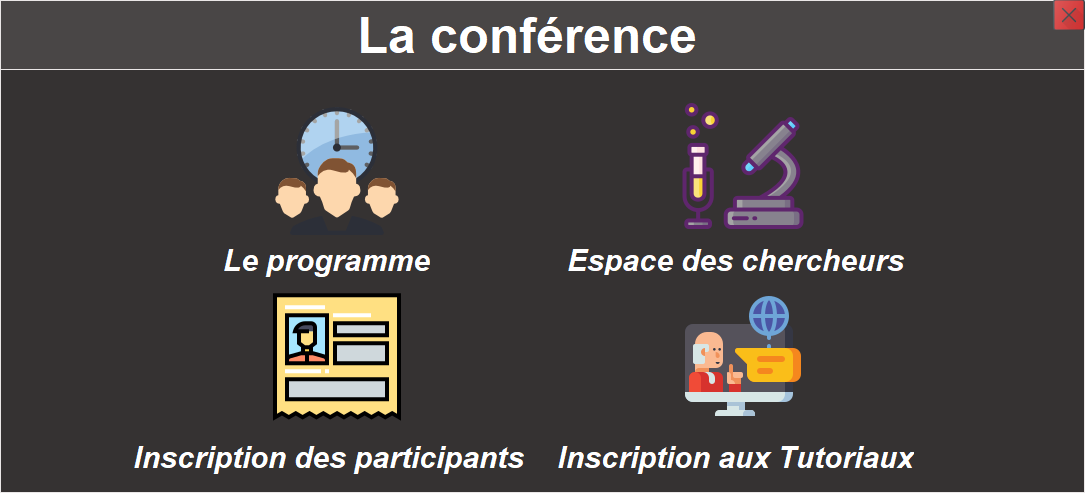 La conférence
Le programme
Espace des chercheurs
Inscription des participants
Inscription aux Tutoriaux